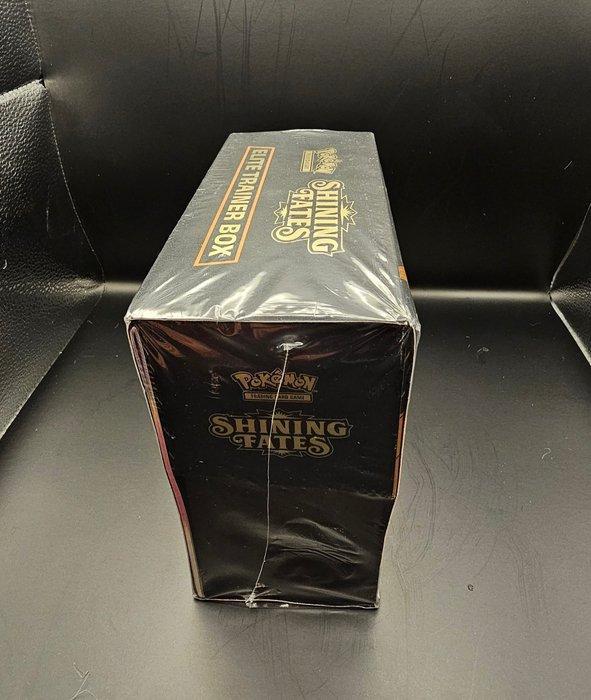 ELITE TRAINER BOX
POKÉMON
SHINING
FATES
POKÉMON
TRADING CARD GAME
SHINING
FATES